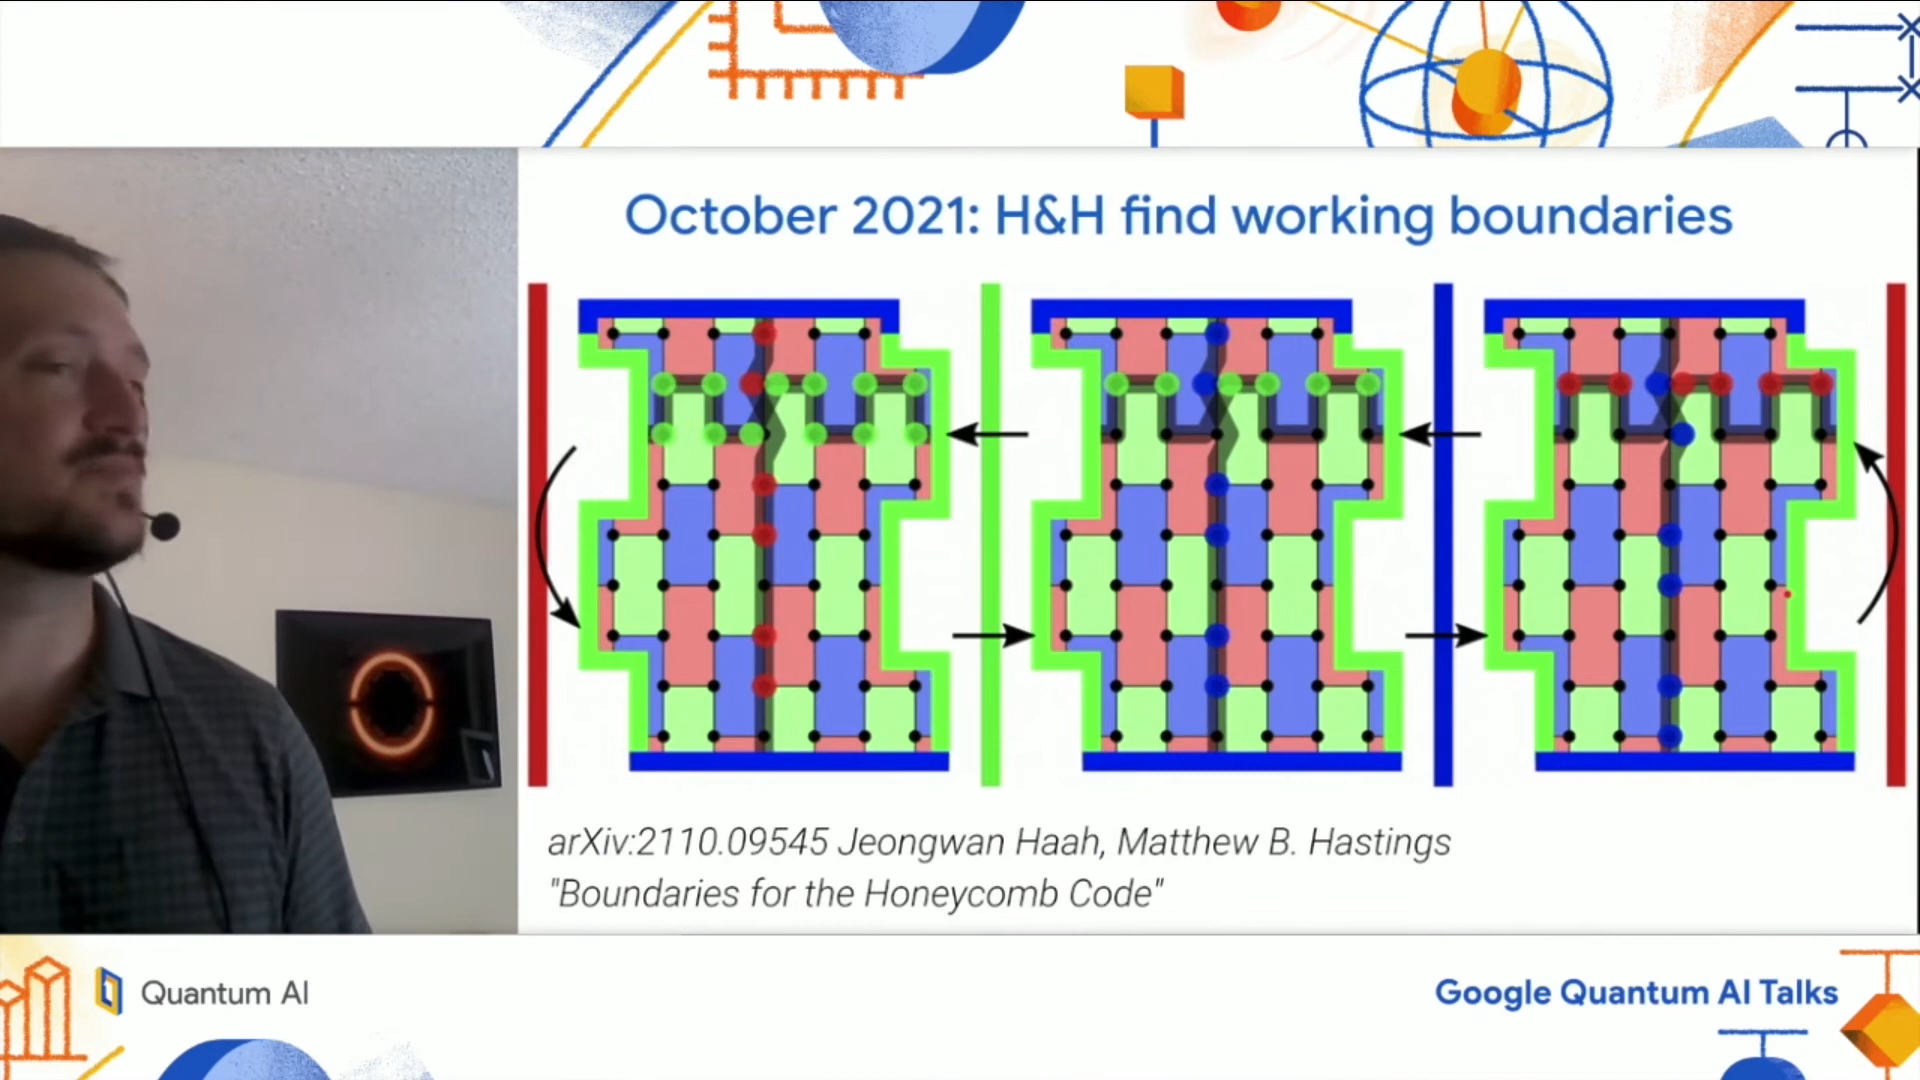 October 2021: H&H find working boundaries
arXiv:2110.09545 Jeongwan Haah, Matthew B. Hastings
"Boundaries for the Honeycomb Code"
Quantum AI
Google Quantum AI Talks